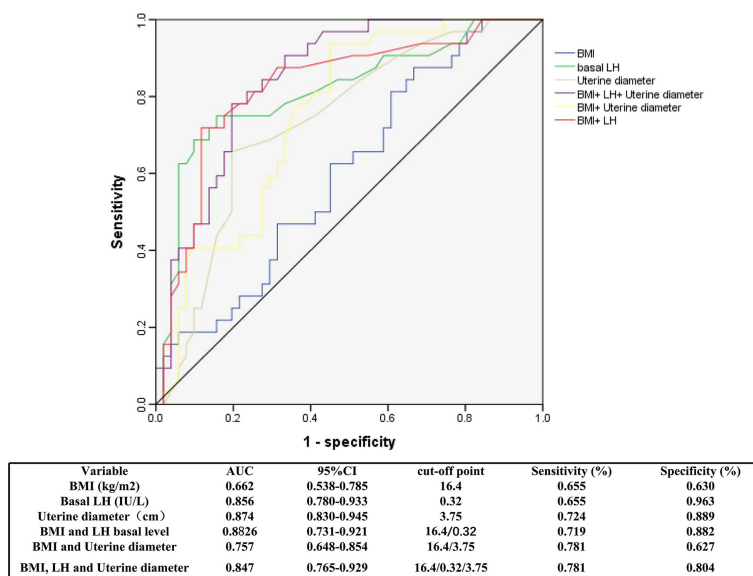 1.0
0.8
0.6
0.4
0.2
0.0
Sensitivity
0.0 0.2 0.4 0.6 0.8 1.0
1 - specificity
BMI
basal LH
Uterine diameter
BMI+ LH+ Uterine diameter
BMI+ Uterine diameter
BMI+ LH
Variable AUC 95%CI cut-off point Sensitivity (%) Specificity (%)
BMI (kg/m2) 0.662 0.538-0.785 16.4 0.655 0.630
Basal LH (IU/L) 0.856 0.780-0.933 0.32 0.655 0.963
Uterine diameter（cm） 0.874 0.830-0.945 3.75 0.724 0.889
BMI and LH basal level 0.8826 0.731-0.921 16.4/0.32 0.719 0.882
BMI and Uterine diameter 0.757 0.648-0.854 16.4/3.75 0.781 0.627
BMI, LH and Uterine diameter 0.847 0.765-0.929 16.4/0.32/3.75 0.781 0.804